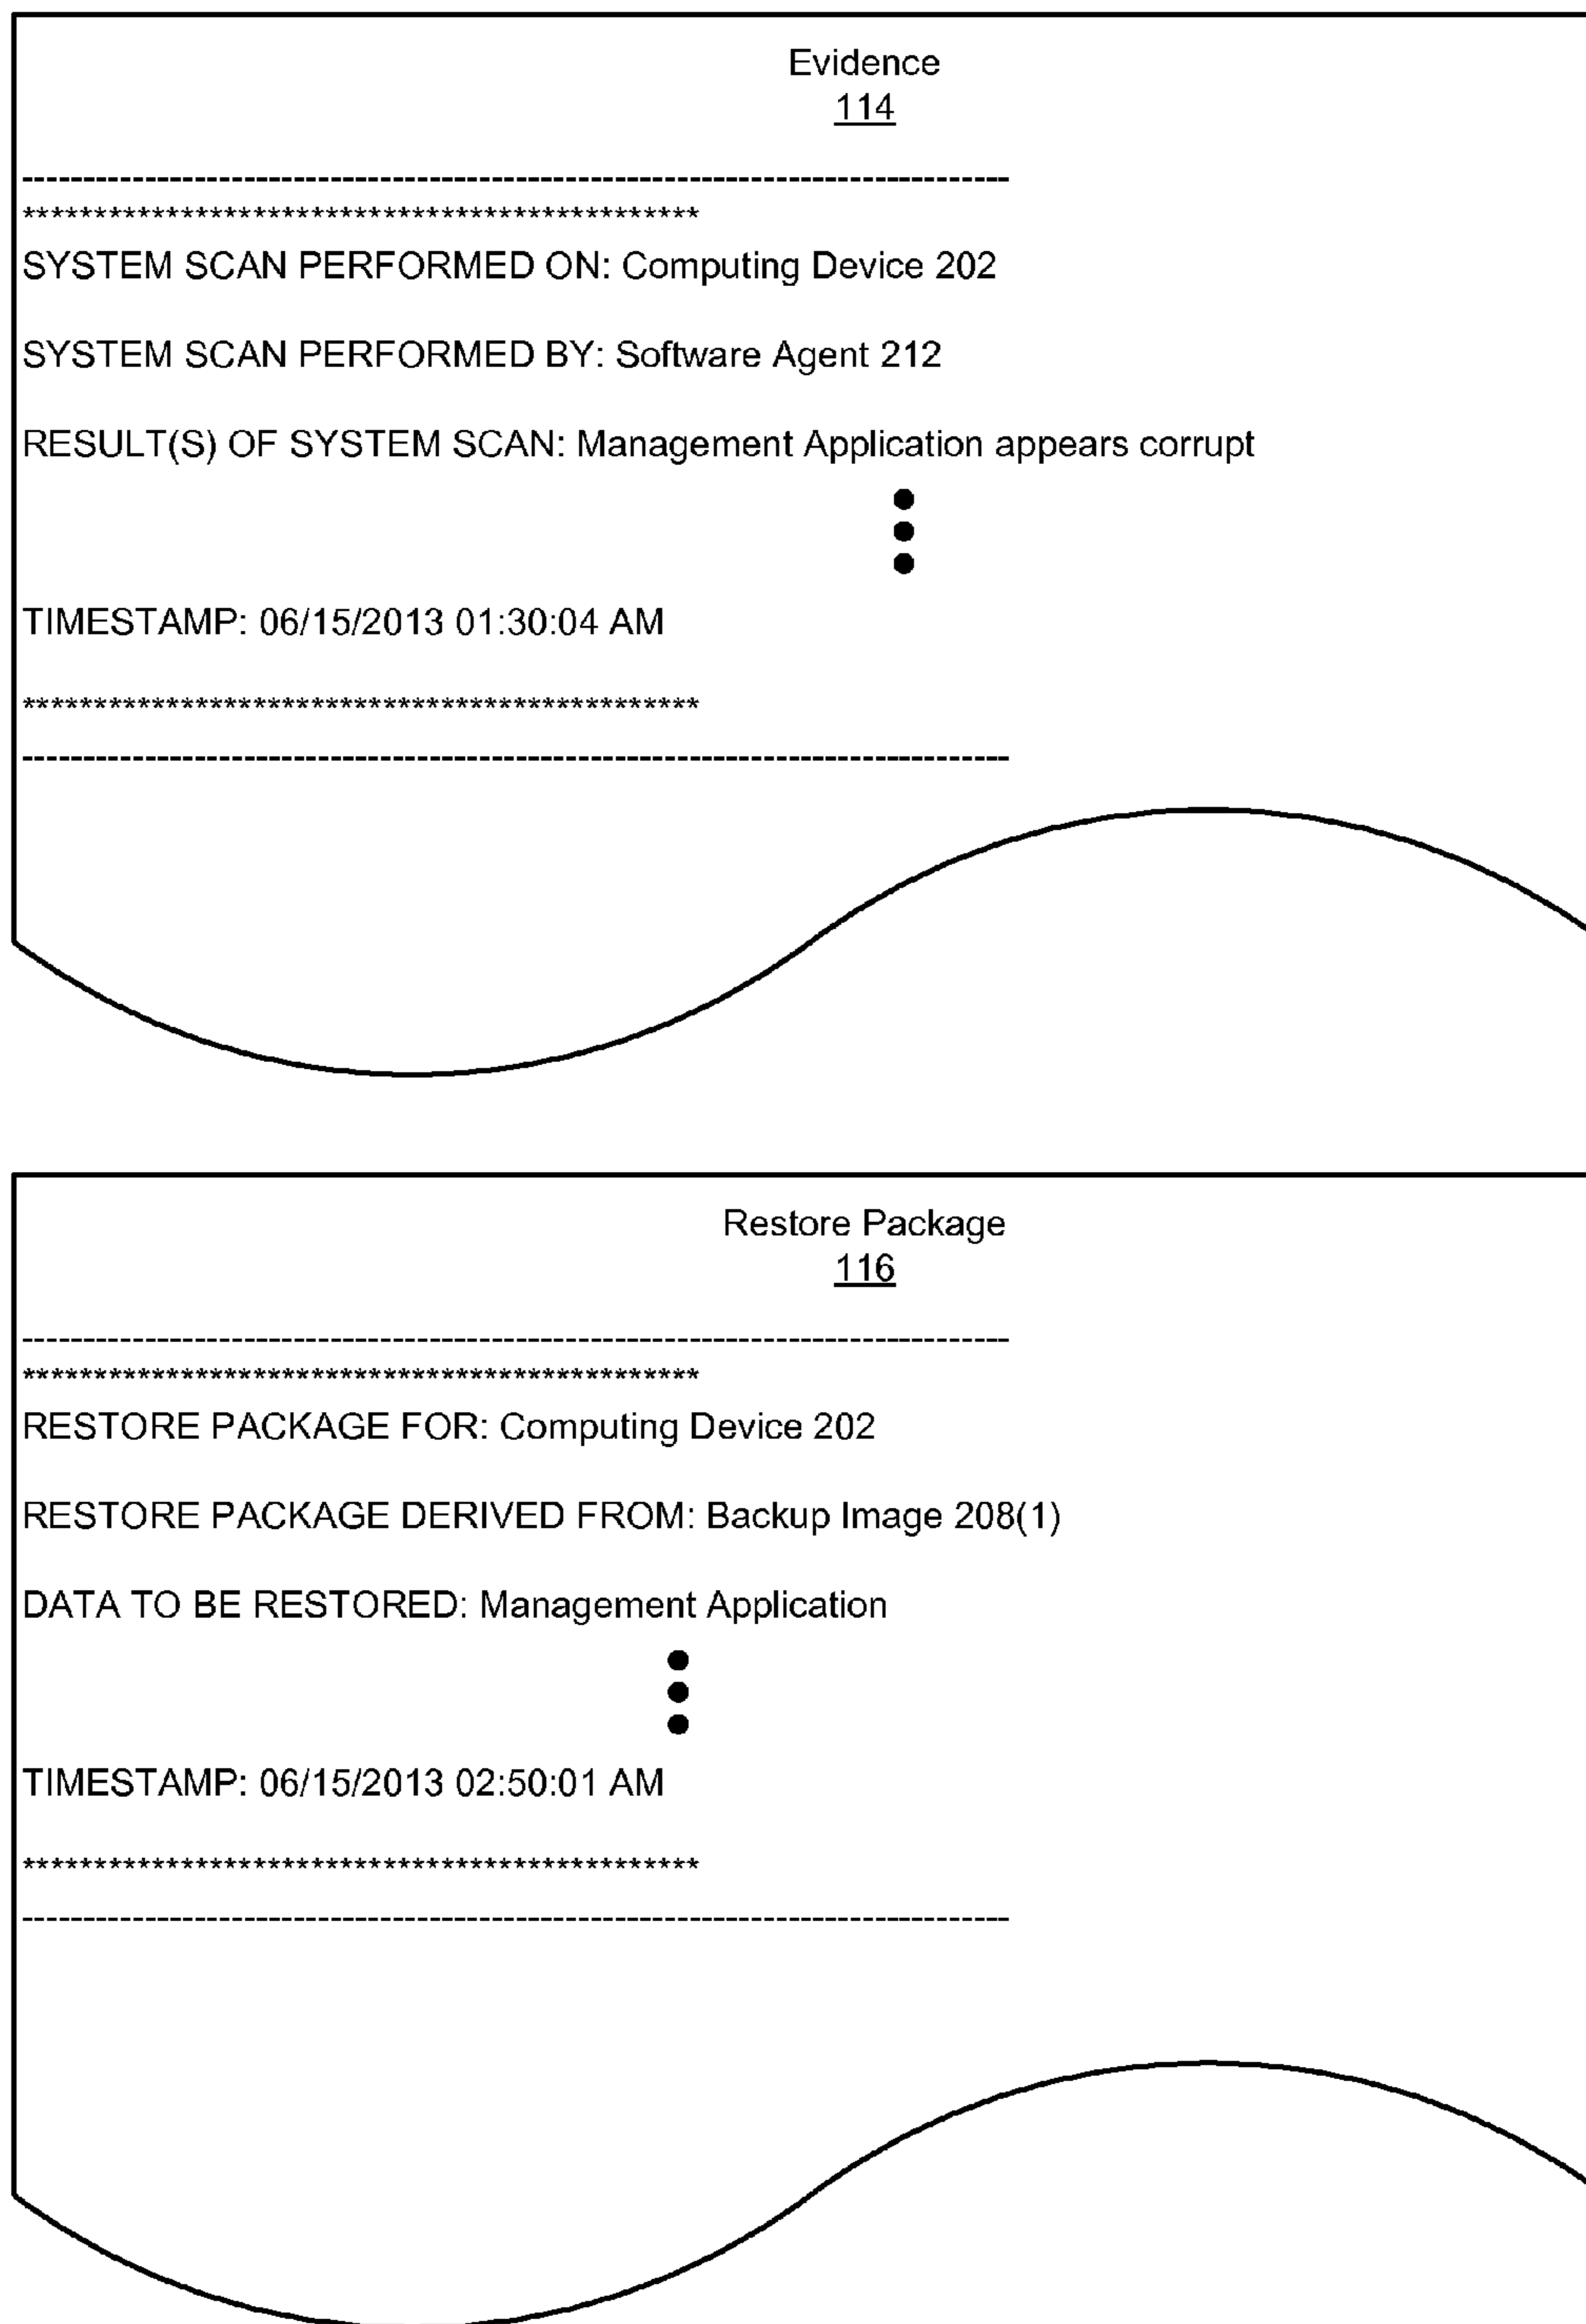 Evidence
114
--------------------------------------------------------------------------------
***********************************************
SYSTEM SCAN PERFORMED ON: Computing Device 202
SYSTEM SCAN PERFORMED BY: Software Agent 212
RESULT(S) OF SYSTEM SCAN: Management Application appears corrupt
TIMESTAMP: 06/15/2013 01:30:04 AM
***********************************************
--------------------------------------------------------------------------------
Restore Package
116
--------------------------------------------------------------------------------
***********************************************
RESTORE PACKAGE FOR: Computing Device 202
RESTORE PACKAGE DERIVED FROM: Backup Image 208(1)
DATA TO BE RESTORED: Management Application
TIMESTAMP: 06/15/2013 02:50:01 AM
***********************************************
--------------------------------------------------------------------------------